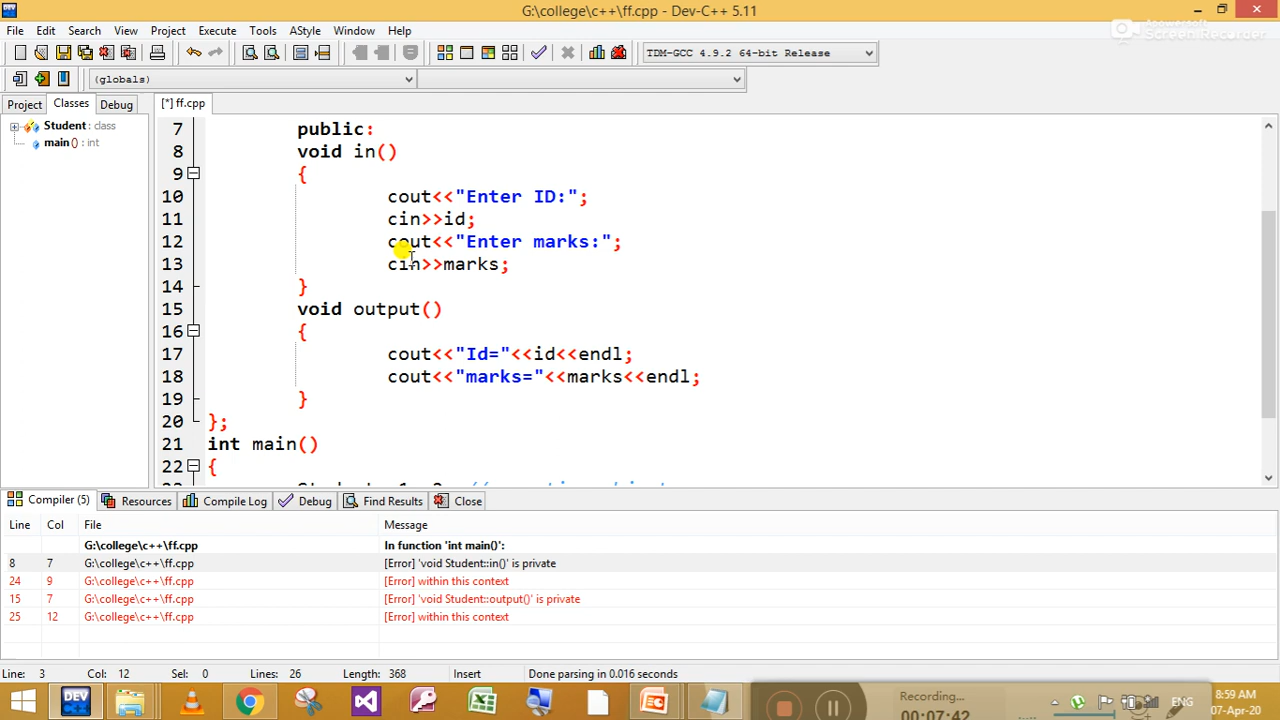 G:\college\c++\ff.cpp - Dev-C++ 5.11
File Edit Search View Project Execute Tools AStyle Window Help
Apowersoft
Screen Recorder
TDM-GCC 4.9.2 64-bit Release
(globals)
Project Classes Debug
[*] ff.cpp
Student : class
main() : int
7 public:
8 void in()
9 {
10 cout<<"Enter ID:";
11 cin>>id;
12 cout<<"Enter marks:";
13 cin>>marks;
14 }
15 void output()
16 {
17 cout<<"Id="<<id<<endl;
18 cout<<"marks="<<marks<<endl;
19 }
20 };
21 int main()
22 {
Compiler (5) Resources Compile Log Debug Find Results Close
Line Col File Message
G:\college\c++\ff.cpp In function 'int main()':
8 7 G:\college\c++\ff.cpp [Error] 'void Student::in()' is private
24 9 G:\college\c++\ff.cpp [Error] within this context
15 7 G:\college\c++\ff.cpp [Error] 'void Student::output()' is private
25 12 G:\college\c++\ff.cpp [Error] within this context
Line: 3 Col: 12 Sel: 0 Lines: 26 Length: 368 Insert Done parsing in 0.016 seconds
DEV
Recording...
00:07:42
ENG
8:59 AM
07-Apr-20